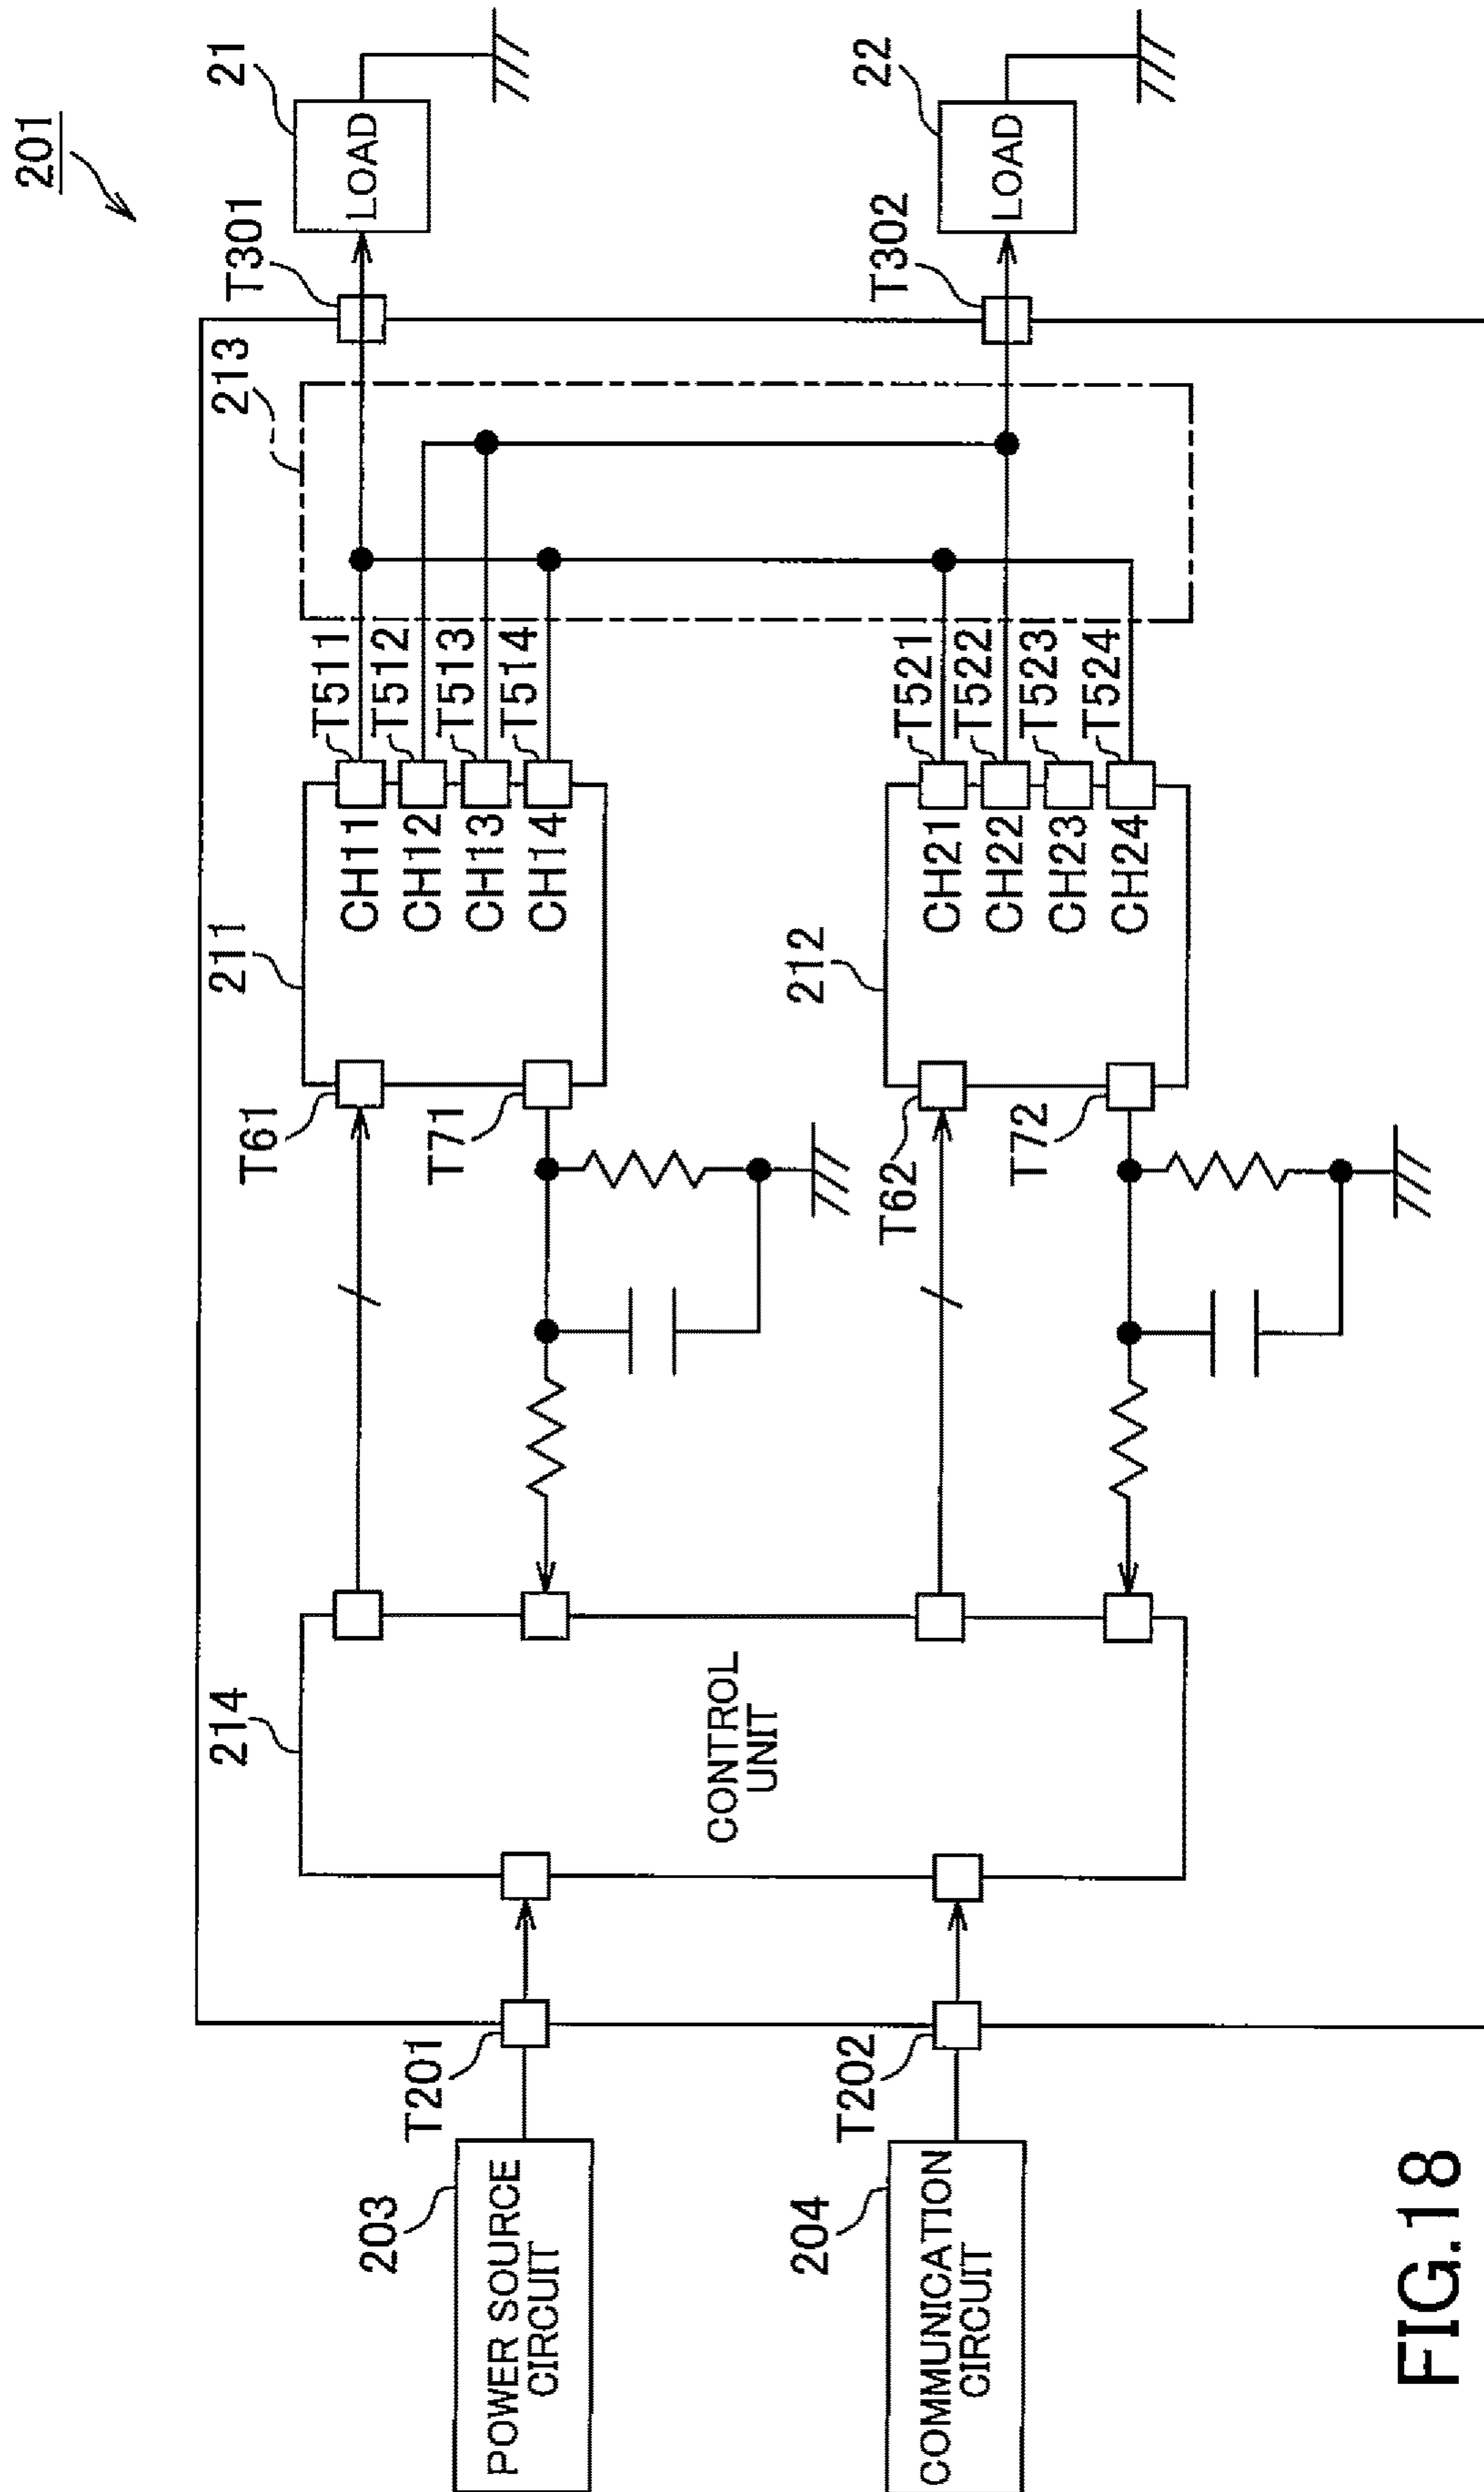 201
POWER SOURCE
CIRCUIT
203
T201
COMMUNICATION
CIRCUIT
204
T202
214
CONTROL
UNIT
T61
T71
211
CH11
CH12
CH13
CH14
T511
T512
T513
T514
T62
T72
212
CH21
CH22
CH23
CH24
T521
T522
T523
T524
213
T301
T302
21
LOAD
22
LOAD
FIG.18